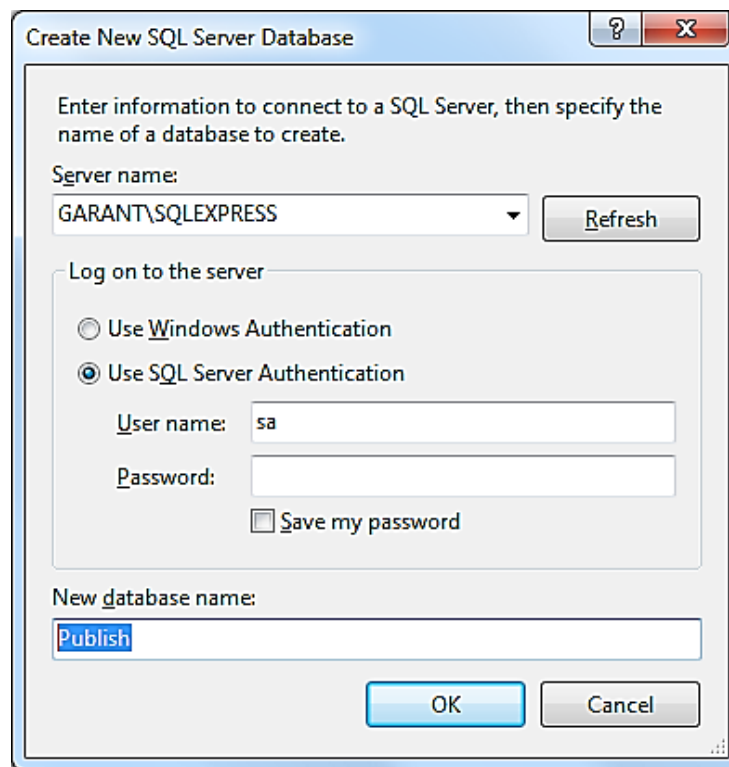 Create New SQL Server Database
?
Enter information to connect to a SQL Server, then specify the
name of a database to create.
Server name:
GARANT\SQLEXPRESS
Refresh
Log on to the server
Use Windows Authentication
Use SQL Server Authentication
User name:
sa
Password:
Save my password
New database name:
Publish
OK
Cancel